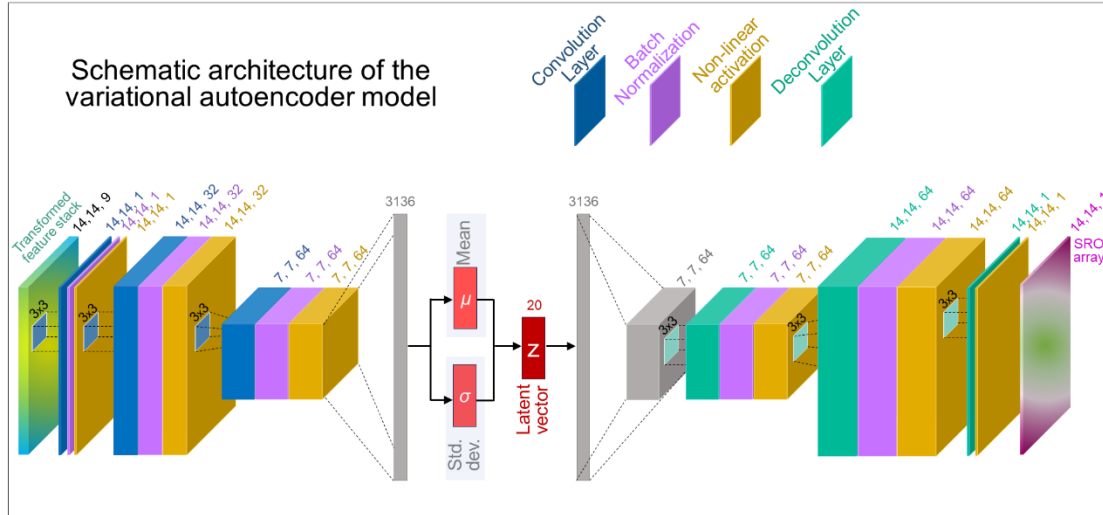 Schematic architecture of the
variational autoencoder model
Convolution
Layer
Batch
Normalization
Non-linear
activation
Deconvolution
Layer
Transformed
feature stack
14, 14, 9
14, 14, 1
14, 14, 1
14, 14, 1
14, 14, 32
14, 14, 32
14, 14, 32
7, 7, 64
7, 7, 64
7, 7, 64
3x3
3x3
3x3
3136
Mean
μ
σ
Std.
dev.
20
Z
Latent
vector
3136
7, 7, 64
7, 7, 64
7, 7, 64
7, 7, 64
3x3
3x3
14, 14, 64
14, 14, 64
14, 14, 64
3x3
14, 14, 1
14, 14, 1
14, 14, 1
SRO
array